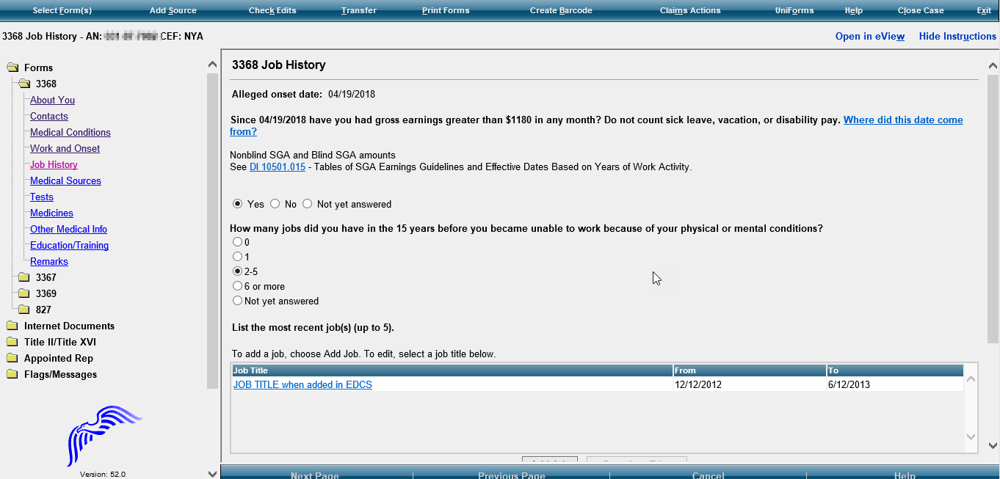 Select Form(s) Add Source Check Edits Transfer Print Forms Create Barcode Claims Actions UniForms Help Close Case Exit
3368 Job History - AN: CEF: NYA
Open in eView Hide Instructions
Forms
3368
About You
Contacts
Medical Conditions
Work and Onset
Job History
Medical Sources
Tests
Medicines
Other Medical Info
Education/Training
Remarks
3367
3369
827
Internet Documents
Title II/Title XVI
Appointed Rep
Flags/Messages
Version: 52.0
3368 Job History
Alleged onset date: 04/19/2018
Since 04/19/2018 have you had gross earnings greater than $1180 in any month? Do not count sick leave, vacation, or disability pay. Where did this date come
from?
Nonblind SGA and Blind SGA amounts
See DI 10501.015 - Tables of SGA Earnings Guidelines and Effective Dates Based on Years of Work Activity.
Yes No Not yet answered
How many jobs did you have in the 15 years before you became unable to work because of your physical or mental conditions?
0
1
2-5
6 or more
Not yet answered
List the most recent job(s) (up to 5).
To add a job, choose Add Job. To edit, select a job title below.
Job Title From To
JOB TITLE when added in EDCS 12/12/2012 6/12/2013
Next Page Previous Page Cancel Help